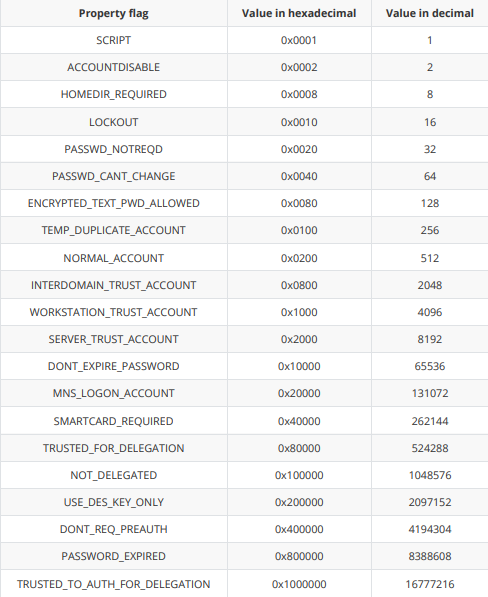 Property flag Value in hexadecimal Value in decimal
SCRIPT 0x0001 1
ACCOUNTDISABLE 0x0002 2
HOMEDIR_REQUIRED 0x0008 8
LOCKOUT 0x0010 16
PASSWD_NOTREQD 0x0020 32
PASSWD_CANT_CHANGE 0x0040 64
ENCRYPTED_TEXT_PWD_ALLOWED 0x0080 128
TEMP_DUPLICATE_ACCOUNT 0x0100 256
NORMAL_ACCOUNT 0x0200 512
INTERDOMAIN_TRUST_ACCOUNT 0x0800 2048
WORKSTATION_TRUST_ACCOUNT 0x1000 4096
SERVER_TRUST_ACCOUNT 0x2000 8192
DONT_EXPIRE_PASSWORD 0x10000 65536
MNS_LOGON_ACCOUNT 0x20000 131072
SMARTCARD_REQUIRED 0x40000 262144
TRUSTED_FOR_DELEGATION 0x80000 524288
NOT_DELEGATED 0x100000 1048576
USE_DES_KEY_ONLY 0x200000 2097152
DONT_REQ_PREAUTH 0x400000 4194304
PASSWORD_EXPIRED 0x800000 8388608
TRUSTED_TO_AUTH_FOR_DELEGATION 0x1000000 16777216